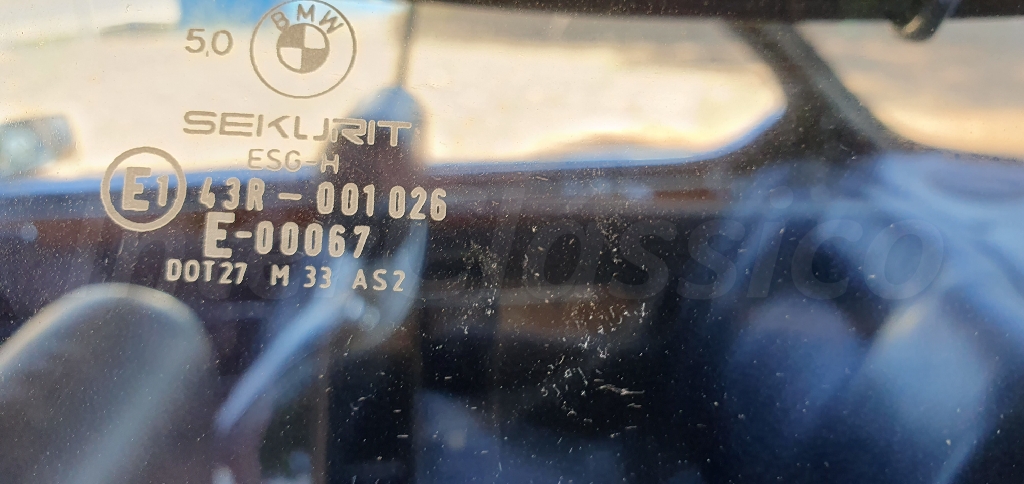 BMW
5,0
SEKURIT
ESG-H
E1 43R - 001 026
E-00067
DOT27 M 33 AS2